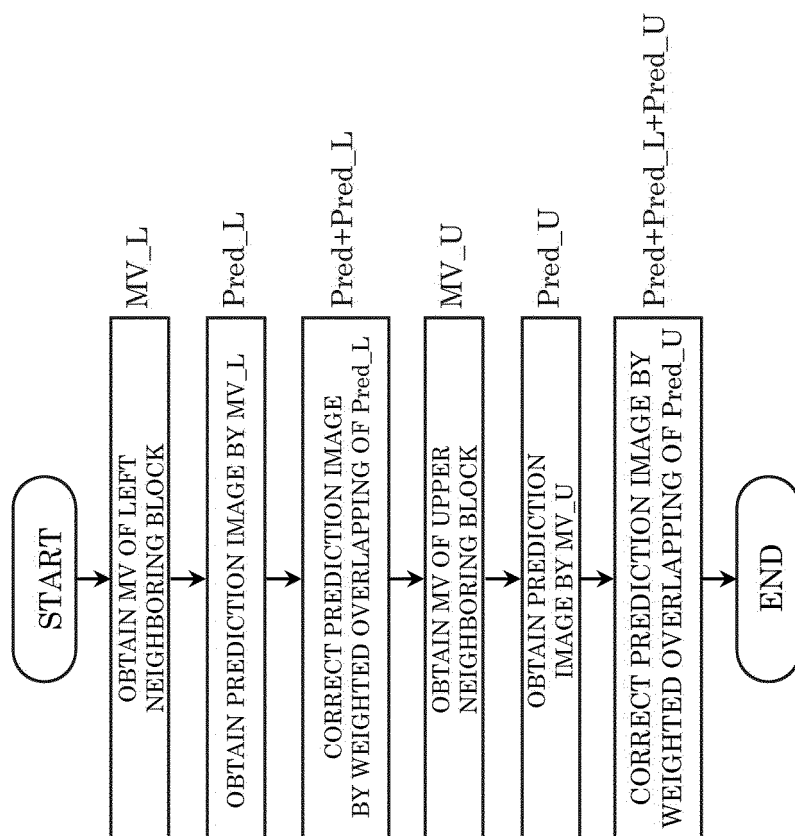 START
OBTAIN MV OF LEFT
NEIGHBORING BLOCK
MV_L
OBTAIN PREDICTION IMAGE BY MV_L
Pred_L
CORRECT PREDICTION IMAGE
BY WEIGHTED OVERLAPPING OF Pred_L
Pred+Pred_L
OBTAIN MV OF UPPER
NEIGHBORING BLOCK
MV_U
OBTAIN PREDICTION
IMAGE BY MV_U
Pred_U
CORRECT PREDICTION IMAGE BY
WEIGHTED OVERLAPPING OF Pred_U
Pred+Pred_L+Pred_U
END